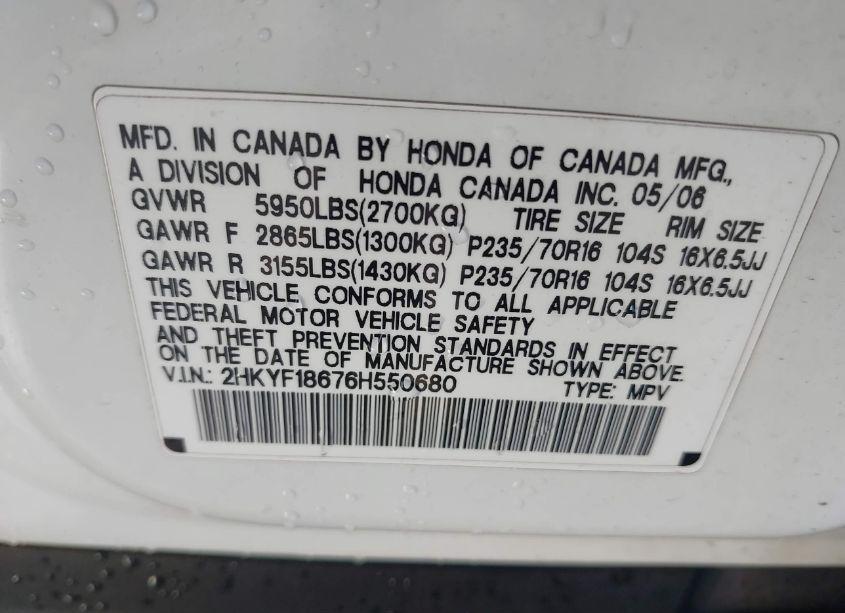 MFD. IN CANADA BY HONDA OF CANADA MFG.,
A DIVISION OF HONDA CANADA INC. 05/06
GVWR 5950LBS(2700KG) TIRE SIZE RIM SIZE
GAWR F 2865LBS(1300KG) P235/70R16 104S 16X6.5JJ
GAWR R 3155LBS(1430KG) P235/70R16 104S 16X6.5JJ
THIS VEHICLE CONFORMS TO ALL APPLICABLE
FEDERAL MOTOR VEHICLE SAFETY
AND THEFT PREVENTION STANDARDS IN EFFECT
ON THE DATE OF MANUFACTURE SHOWN ABOVE.
V.I.N.: 2HKYF18676H550680 TYPE: MPV